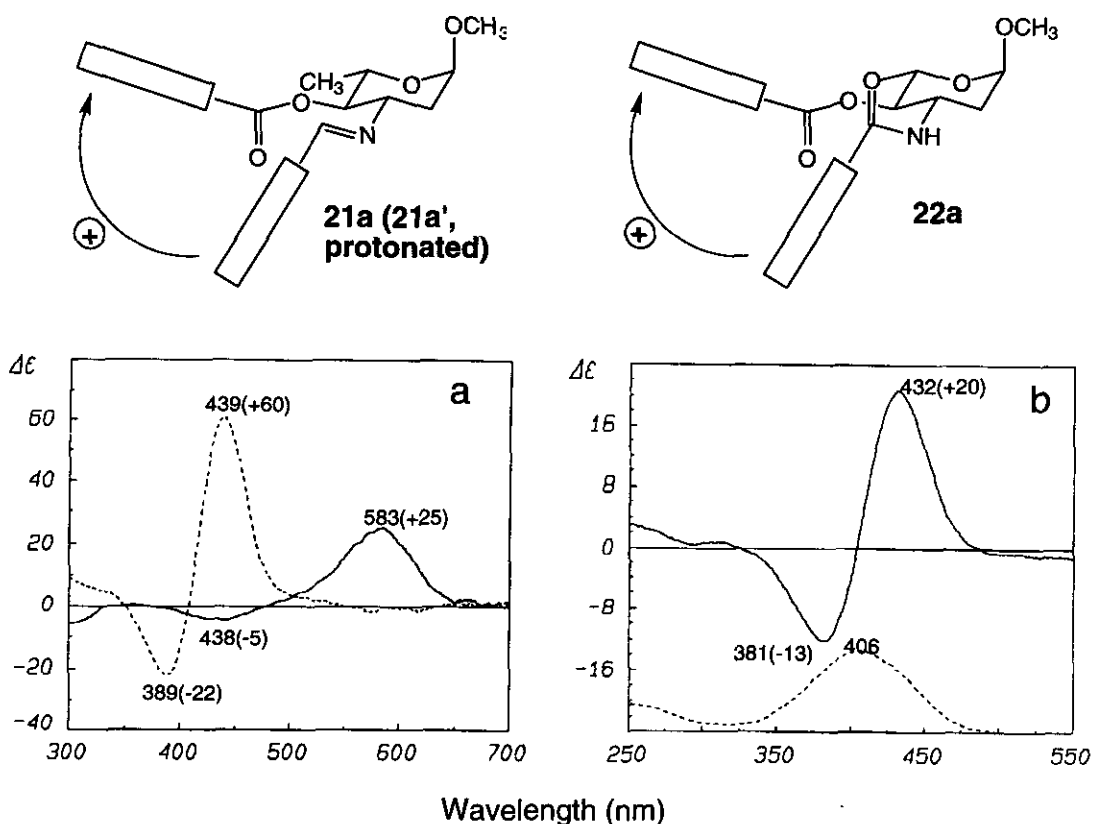 OCH₃
CH₃
O
O
O
N
+
21a (21a',
protonated)
OCH₃
O
O
O
O
NH
+
22a
Δε
a
439(+60)
583(+25)
438(-5)
389(-22)
60
40
20
0
-20
-40
300 400 500 600 700
Δε
b
432(+20)
381(-13)
406
16
8
0
-8
-16
250 350 450 550
Wavelength (nm)